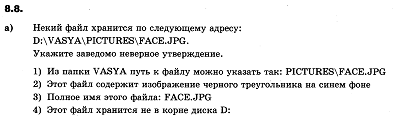 8.8.
а) Некий файл хранится по следующему адресу:
D:\VASYA\PICTURES\FACE.JPG.
Укажите заведомо неверное утверждение.
1) Из папки VASYA путь к файлу можно указать так: PICTURES\FACE.JPG
2) Этот файл содержит изображение черного треугольника на синем фоне
3) Полное имя этого файла: FACE.JPG
4) Этот файл хранится не в корне диска D: